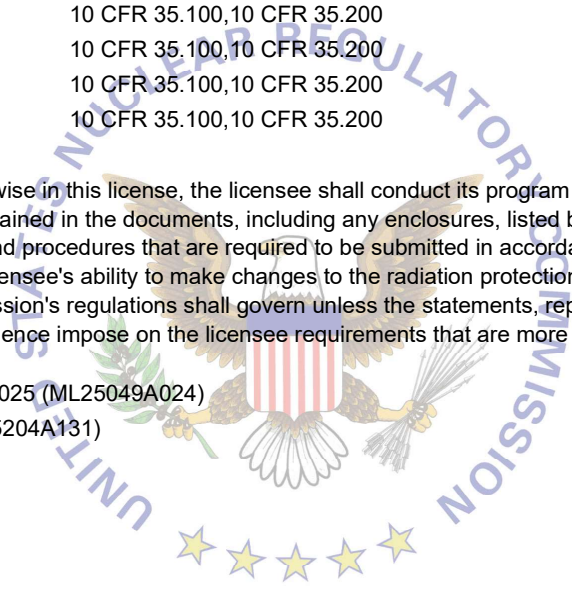 10 CFR 35.100,10 CFR 35.200
10 CFR 35.100,10 CFR 35.200
10 CFR 35.100,10 CFR 35.200
10 CFR 35.100,10 CFR 35.200
wise in this license, the licensee shall conduct its program
ained in the documents, including any enclosures, listed b
nd procedures that are required to be submitted in accorda
ensee's ability to make changes to the radiation protection
ssion's regulations shall govern unless the statements, rep
ence impose on the licensee requirements that are more
025 (ML25049A024)
5204A131)
UNITED STATES NUCLEAR REGULATORY COMMISSION